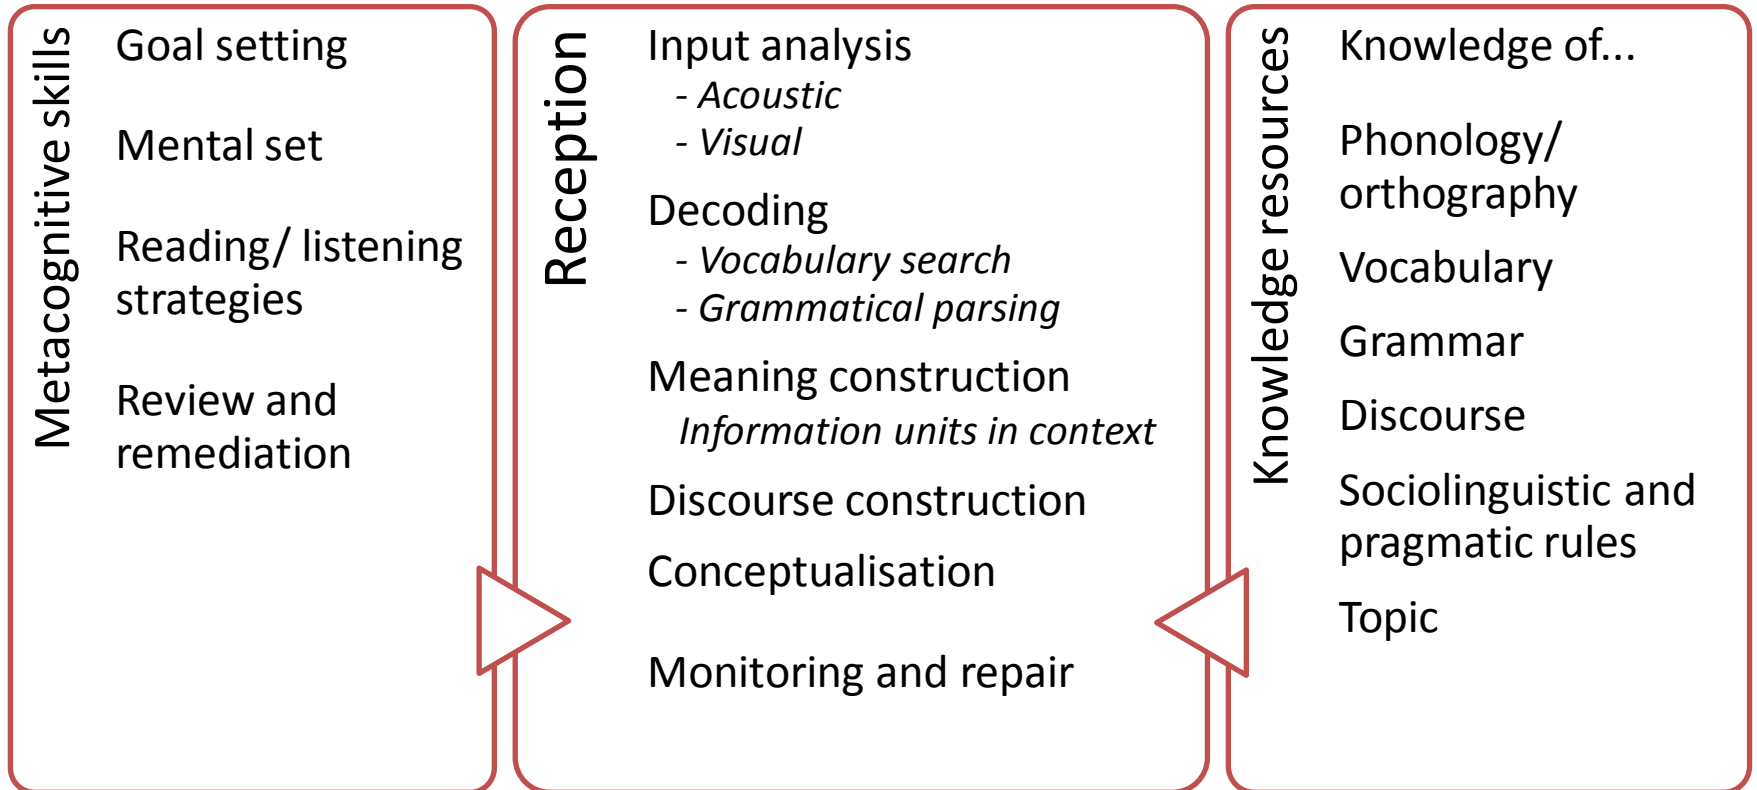 Metacognitive skills
Goal setting
Mental set
Reading/ listening
strategies
Review and
remediation
Reception
Input analysis
- Acoustic
- Visual
Decoding
- Vocabulary search
- Grammatical parsing
Meaning construction
Information units in context
Discourse construction
Conceptualisation
Monitoring and repair
Knowledge resources
Knowledge of...
Phonology/
orthography
Vocabulary
Grammar
Discourse
Sociolinguistic and
pragmatic rules
Topic